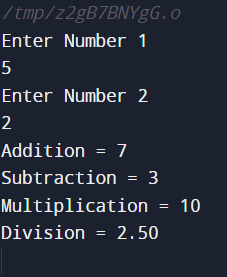 /tmp/z2gB7BNYgG.o
Enter Number 1
5
Enter Number 2
2
Addition = 7
Subtraction = 3
Multiplication = 10
Division = 2.50